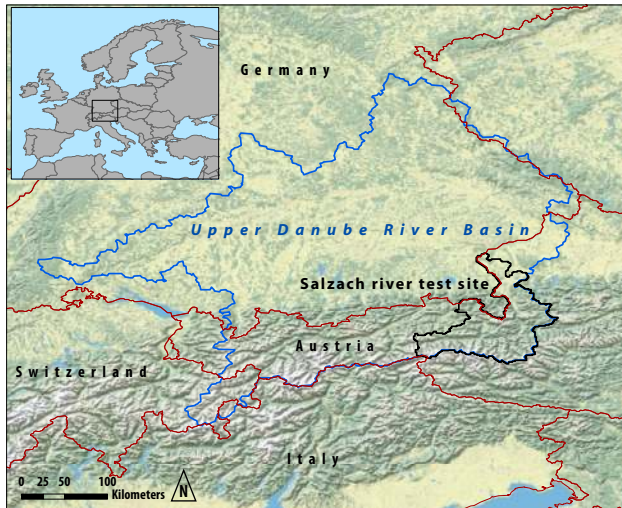 Germany
Upper Danube River Basin
Salzach river test site
Austria
Switzerland
Italy
0 25 50 100
Kilometers
N